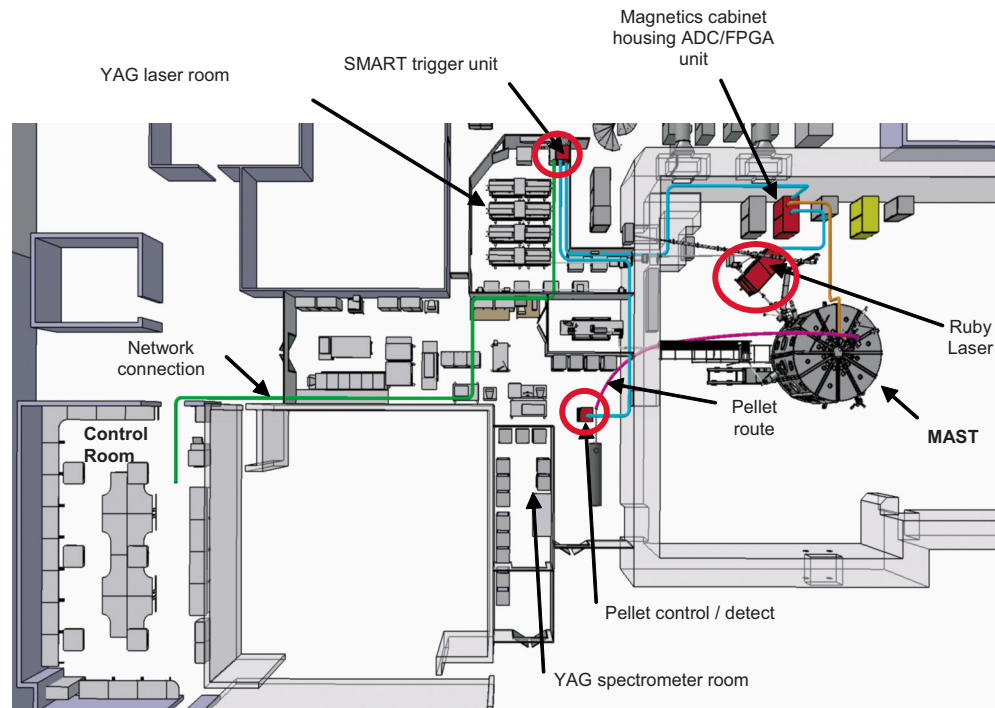 Magnetics cabinet
housing ADC/FPGA
unit
SMART trigger unit
YAG laser room
Ruby
Laser
Network
connection
Pellet
route
MAST
Control
Room
Pellet control / detect
YAG spectrometer room